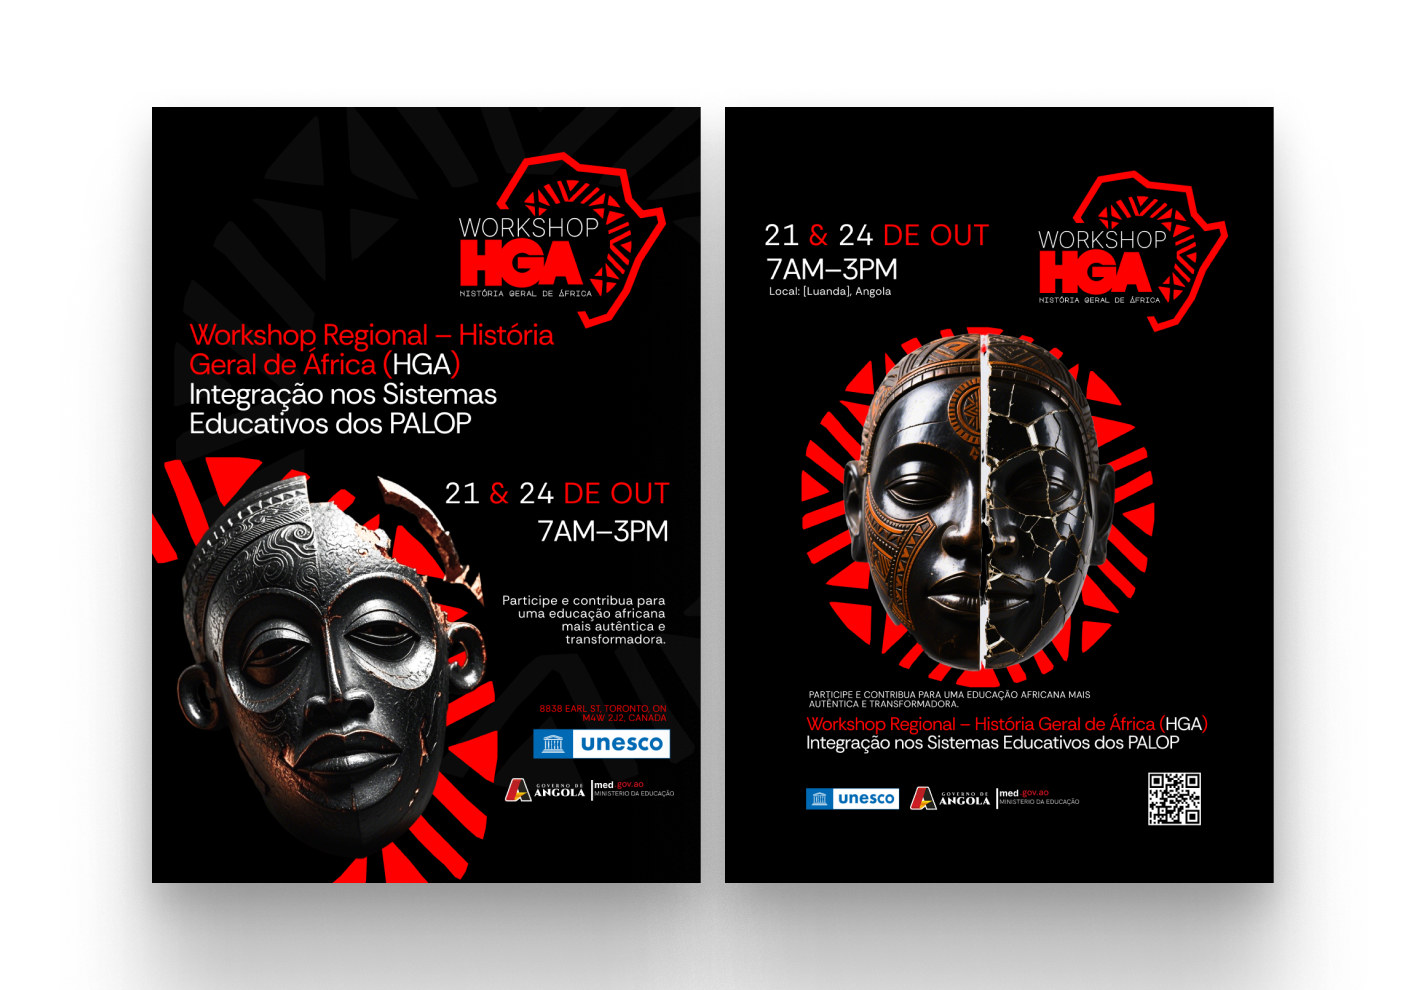 WORKSHOP
HGA
HISTÓRIA GERAL DE ÁFRICA
Workshop Regional – História
Geral de África (HGA)
Integração nos Sistemas
Educativos dos PALOP
21 & 24 DE OUT
7AM–3PM
Participe e contribua para
uma educação africana
mais autêntica e
transformadora.
8838 EARL ST, TORONTO, ON
M4W 2J2, CANADA
unesco
GOVERNO DE
ANGOLA
med gov.ao
MINISTERIO DA EDUCAÇÃO
21 & 24 DE OUT
7AM–3PM
Local: [Luanda], Angola
WORKSHOP
HGA
HISTÓRIA GERAL DE ÁFRICA
PARTICIPE E CONTRIBUA PARA UMA EDUCAÇÃO AFRICANA MAIS
AUTÊNTICA E TRANSFORMADORA.
Workshop Regional – História Geral de África (HGA)
Integração nos Sistemas Educativos dos PALOP
unesco
GOVERNO DE
ANGOLA
med gov.ao
MINISTERIO DA EDUCAÇÃO